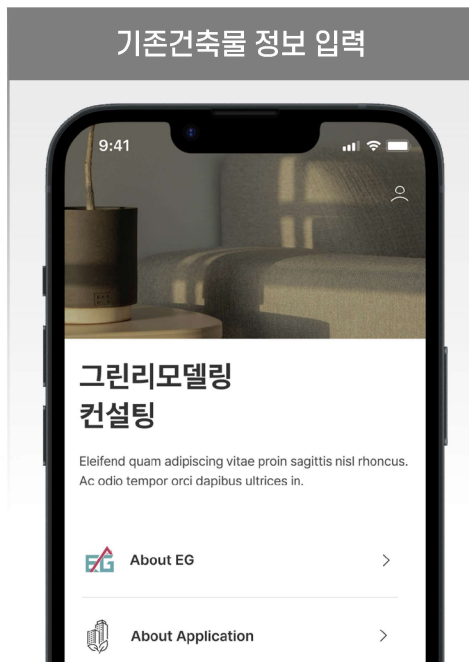 기존건축물 정보 입력
9:41
그린리모델링
컨설팅
Eleifend quam adipiscing vitae proin sagittis nisl rhoncus.
Ac odio tempor orci dapibus ultrices in.
EG
About EG
About Application